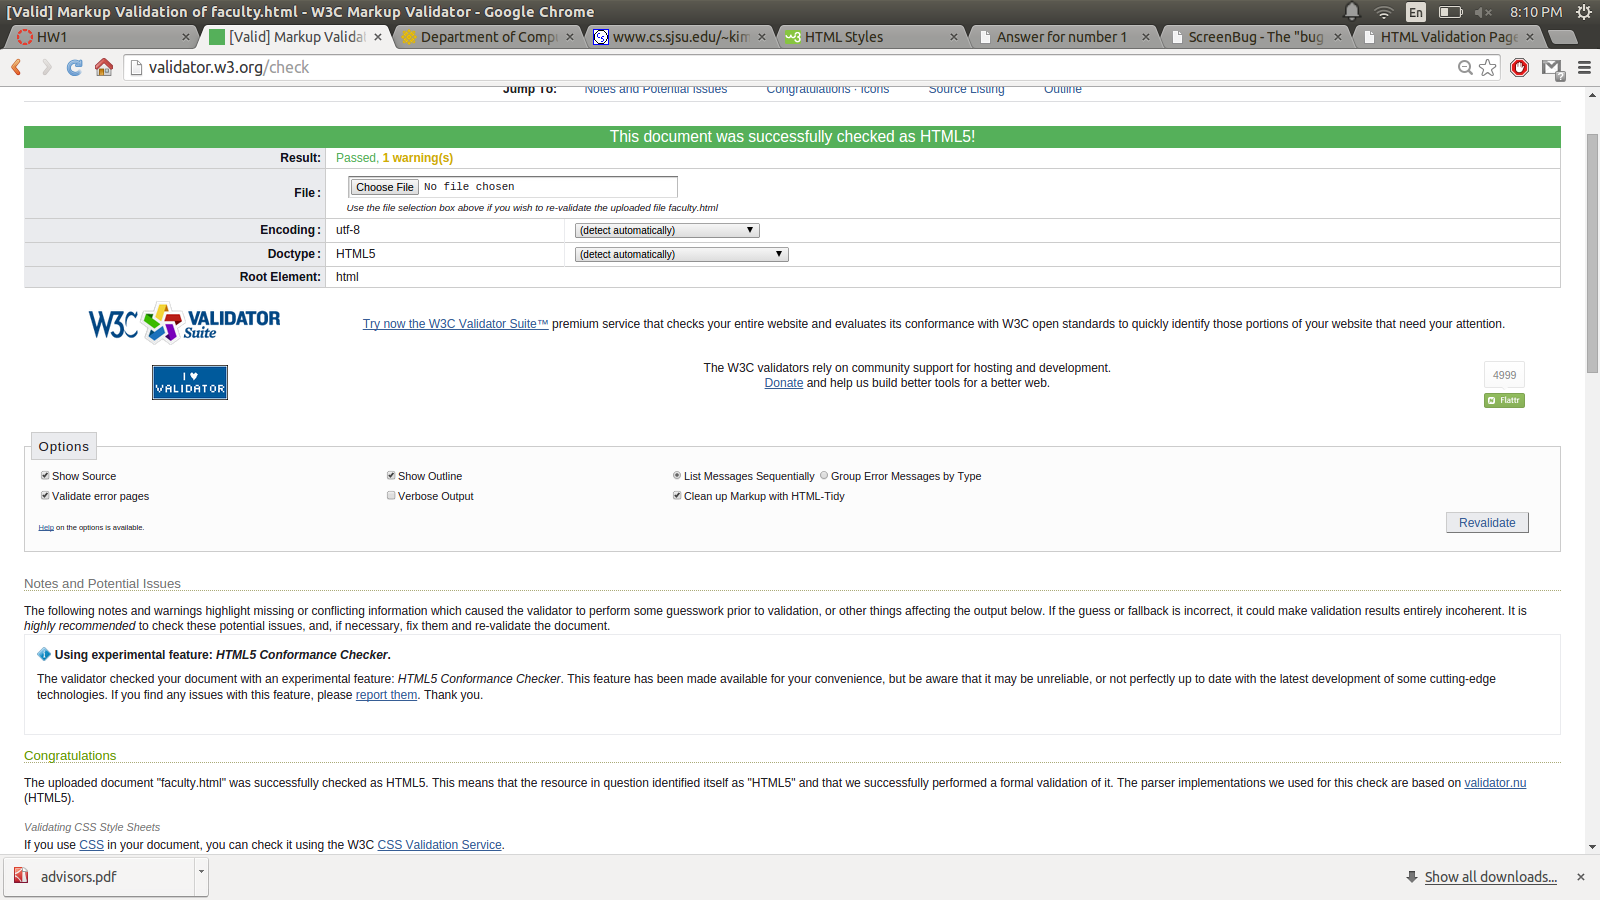 [Valid] Markup Validation of faculty.html - W3C Markup Validator - Google Chrome
En
8:10 PM
HW1
[Valid] Markup Valida
Department of Comp
www.cs.sjsu.edu/~kim
HTML Styles
Answer for number 1
ScreenBug - The "bug
HTML Validation Page
validator.w3.org/check
Jump To: Notes and Potential Issues Congratulations · Icons Source Listing Outline
This document was successfully checked as HTML5!
Result: Passed, 1 warning(s)
File: Choose File No file chosen
Use the file selection box above if you wish to re-validate the uploaded file faculty.html
Encoding: utf-8 (detect automatically)
Doctype: HTML5 (detect automatically)
Root Element: html
W3C VALIDATOR Suite
Try now the W3C Validator Suite™ premium service that checks your entire website and evaluates its conformance with W3C open standards to quickly identify those portions of your website that need your attention.
I ♥
VALIDATOR
The W3C validators rely on community support for hosting and development.
Donate and help us build better tools for a better web.
4999
Flattr
Options
Show Source Show Outline List Messages Sequentially Group Error Messages by Type
Validate error pages Verbose Output Clean up Markup with HTML-Tidy
Help on the options is available.
Revalidate
Notes and Potential Issues
The following notes and warnings highlight missing or conflicting information which caused the validator to perform some guesswork prior to validation, or other things affecting the output below. If the guess or fallback is incorrect, it could make validation results entirely incoherent. It is
highly recommended to check these potential issues, and, if necessary, fix them and re-validate the document.
Using experimental feature: HTML5 Conformance Checker.
The validator checked your document with an experimental feature: HTML5 Conformance Checker. This feature has been made available for your convenience, but be aware that it may be unreliable, or not perfectly up to date with the latest development of some cutting-edge
technologies. If you find any issues with this feature, please report them. Thank you.
Congratulations
The uploaded document "faculty.html" was successfully checked as HTML5. This means that the resource in question identified itself as "HTML5" and that we successfully performed a formal validation of it. The parser implementations we used for this check are based on validator.nu
(HTML5).
Validating CSS Style Sheets
If you use CSS in your document, you can check it using the W3C CSS Validation Service.
advisors.pdf
Show all downloads...